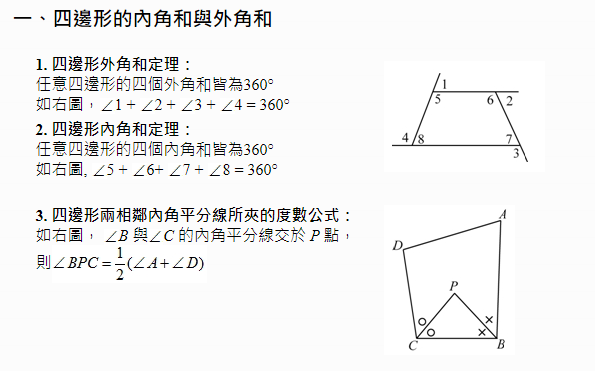 一、四邊形的內角和與外角和
1. 四邊形外角和定理：
任意四邊形的四個外角和皆為360°
如右圖，∠1 + ∠2 + ∠3 + ∠4 = 360°
2. 四邊形內角和定理：
任意四邊形的四個內角和皆為360°
如右圖, ∠5 + ∠6+ ∠7 + ∠8 = 360°
1
5 6 2
4 8 7
3
3. 四邊形兩相鄰內角平分線所夾的度數公式：
如右圖， ∠B 與∠C 的內角平分線交於 P 點，
則∠BPC = 1/2 (∠A+∠D)
A
D
P
C B